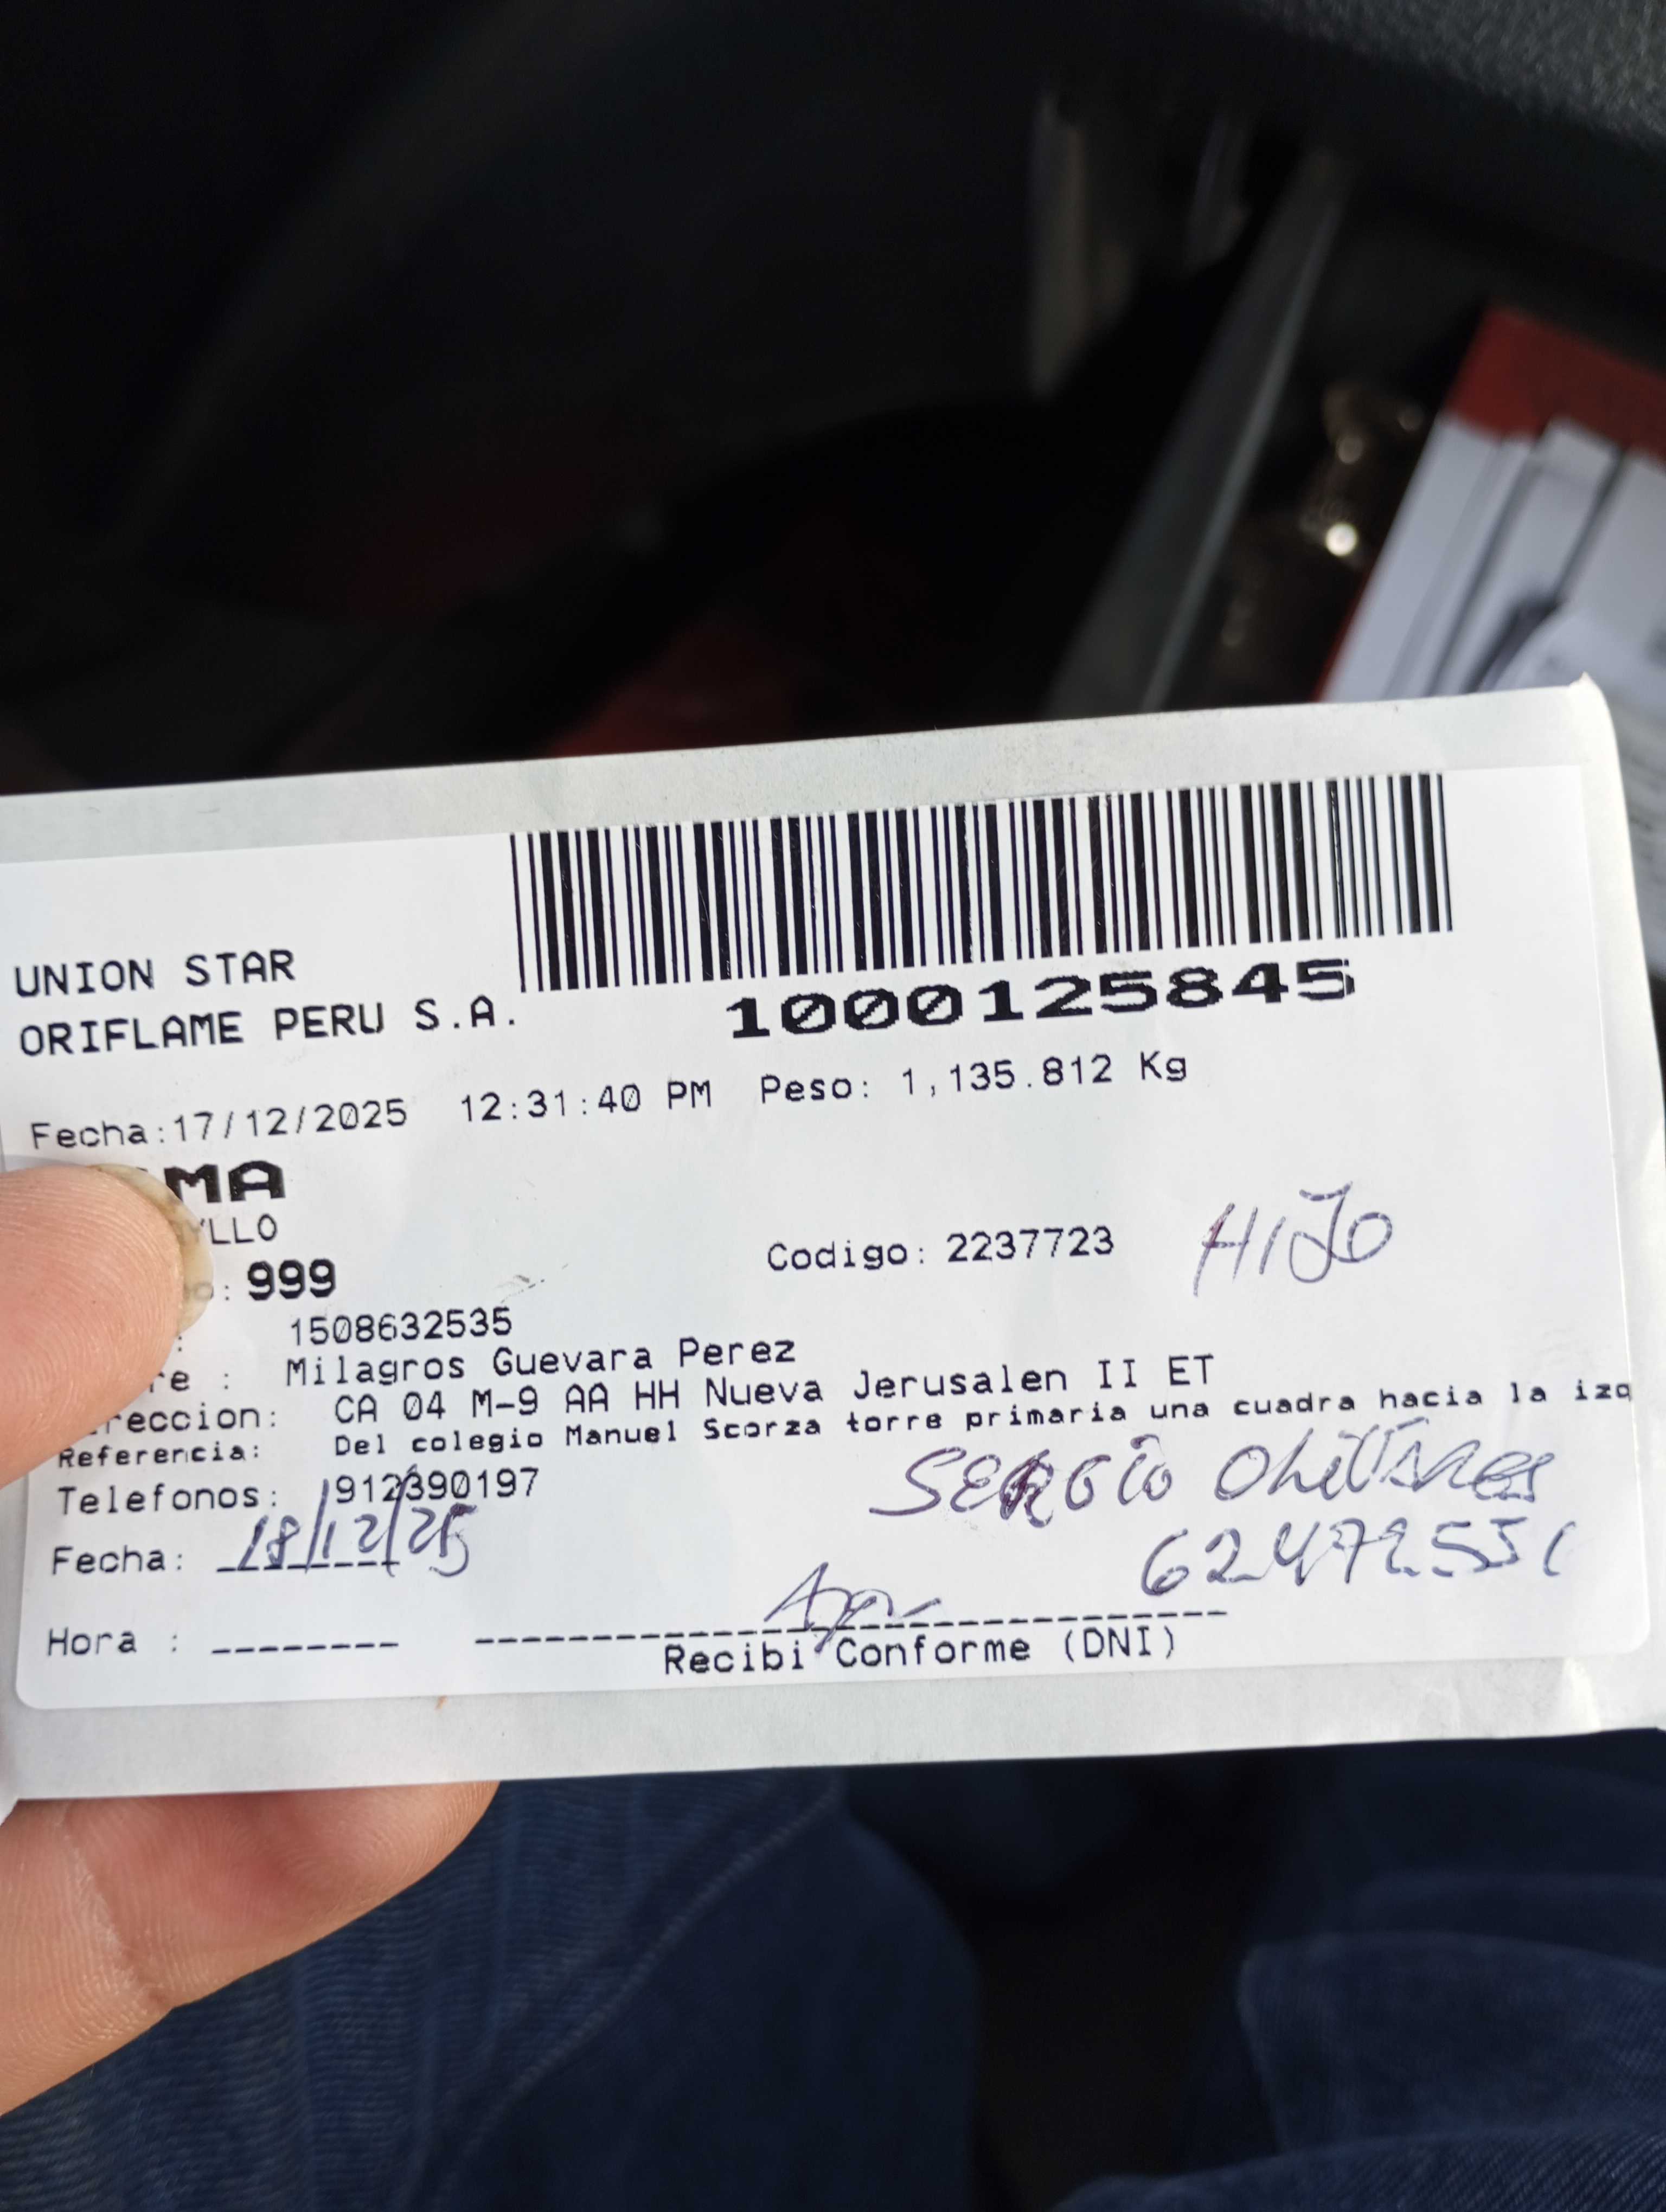 UNION STAR
ORIFLAME PERU S.A.
1000125845
Fecha:17/12/2025 12:31:40 PM Peso: 1,135.812 Kg
MA
YLLO
Codigo: 2237723 HIJO
: 999
1508632535
re : Milagros Guevara Perez
reccion: CA 04 M-9 AA HH Nueva Jerusalen II ET
Referencia: Del colegio Manuel Scorza torre primaria una cuadra hacia la izq
Telefonos: 912390197
SERGIO
Fecha: 18/12/25
Hora :
Recibi Conforme (DNI)